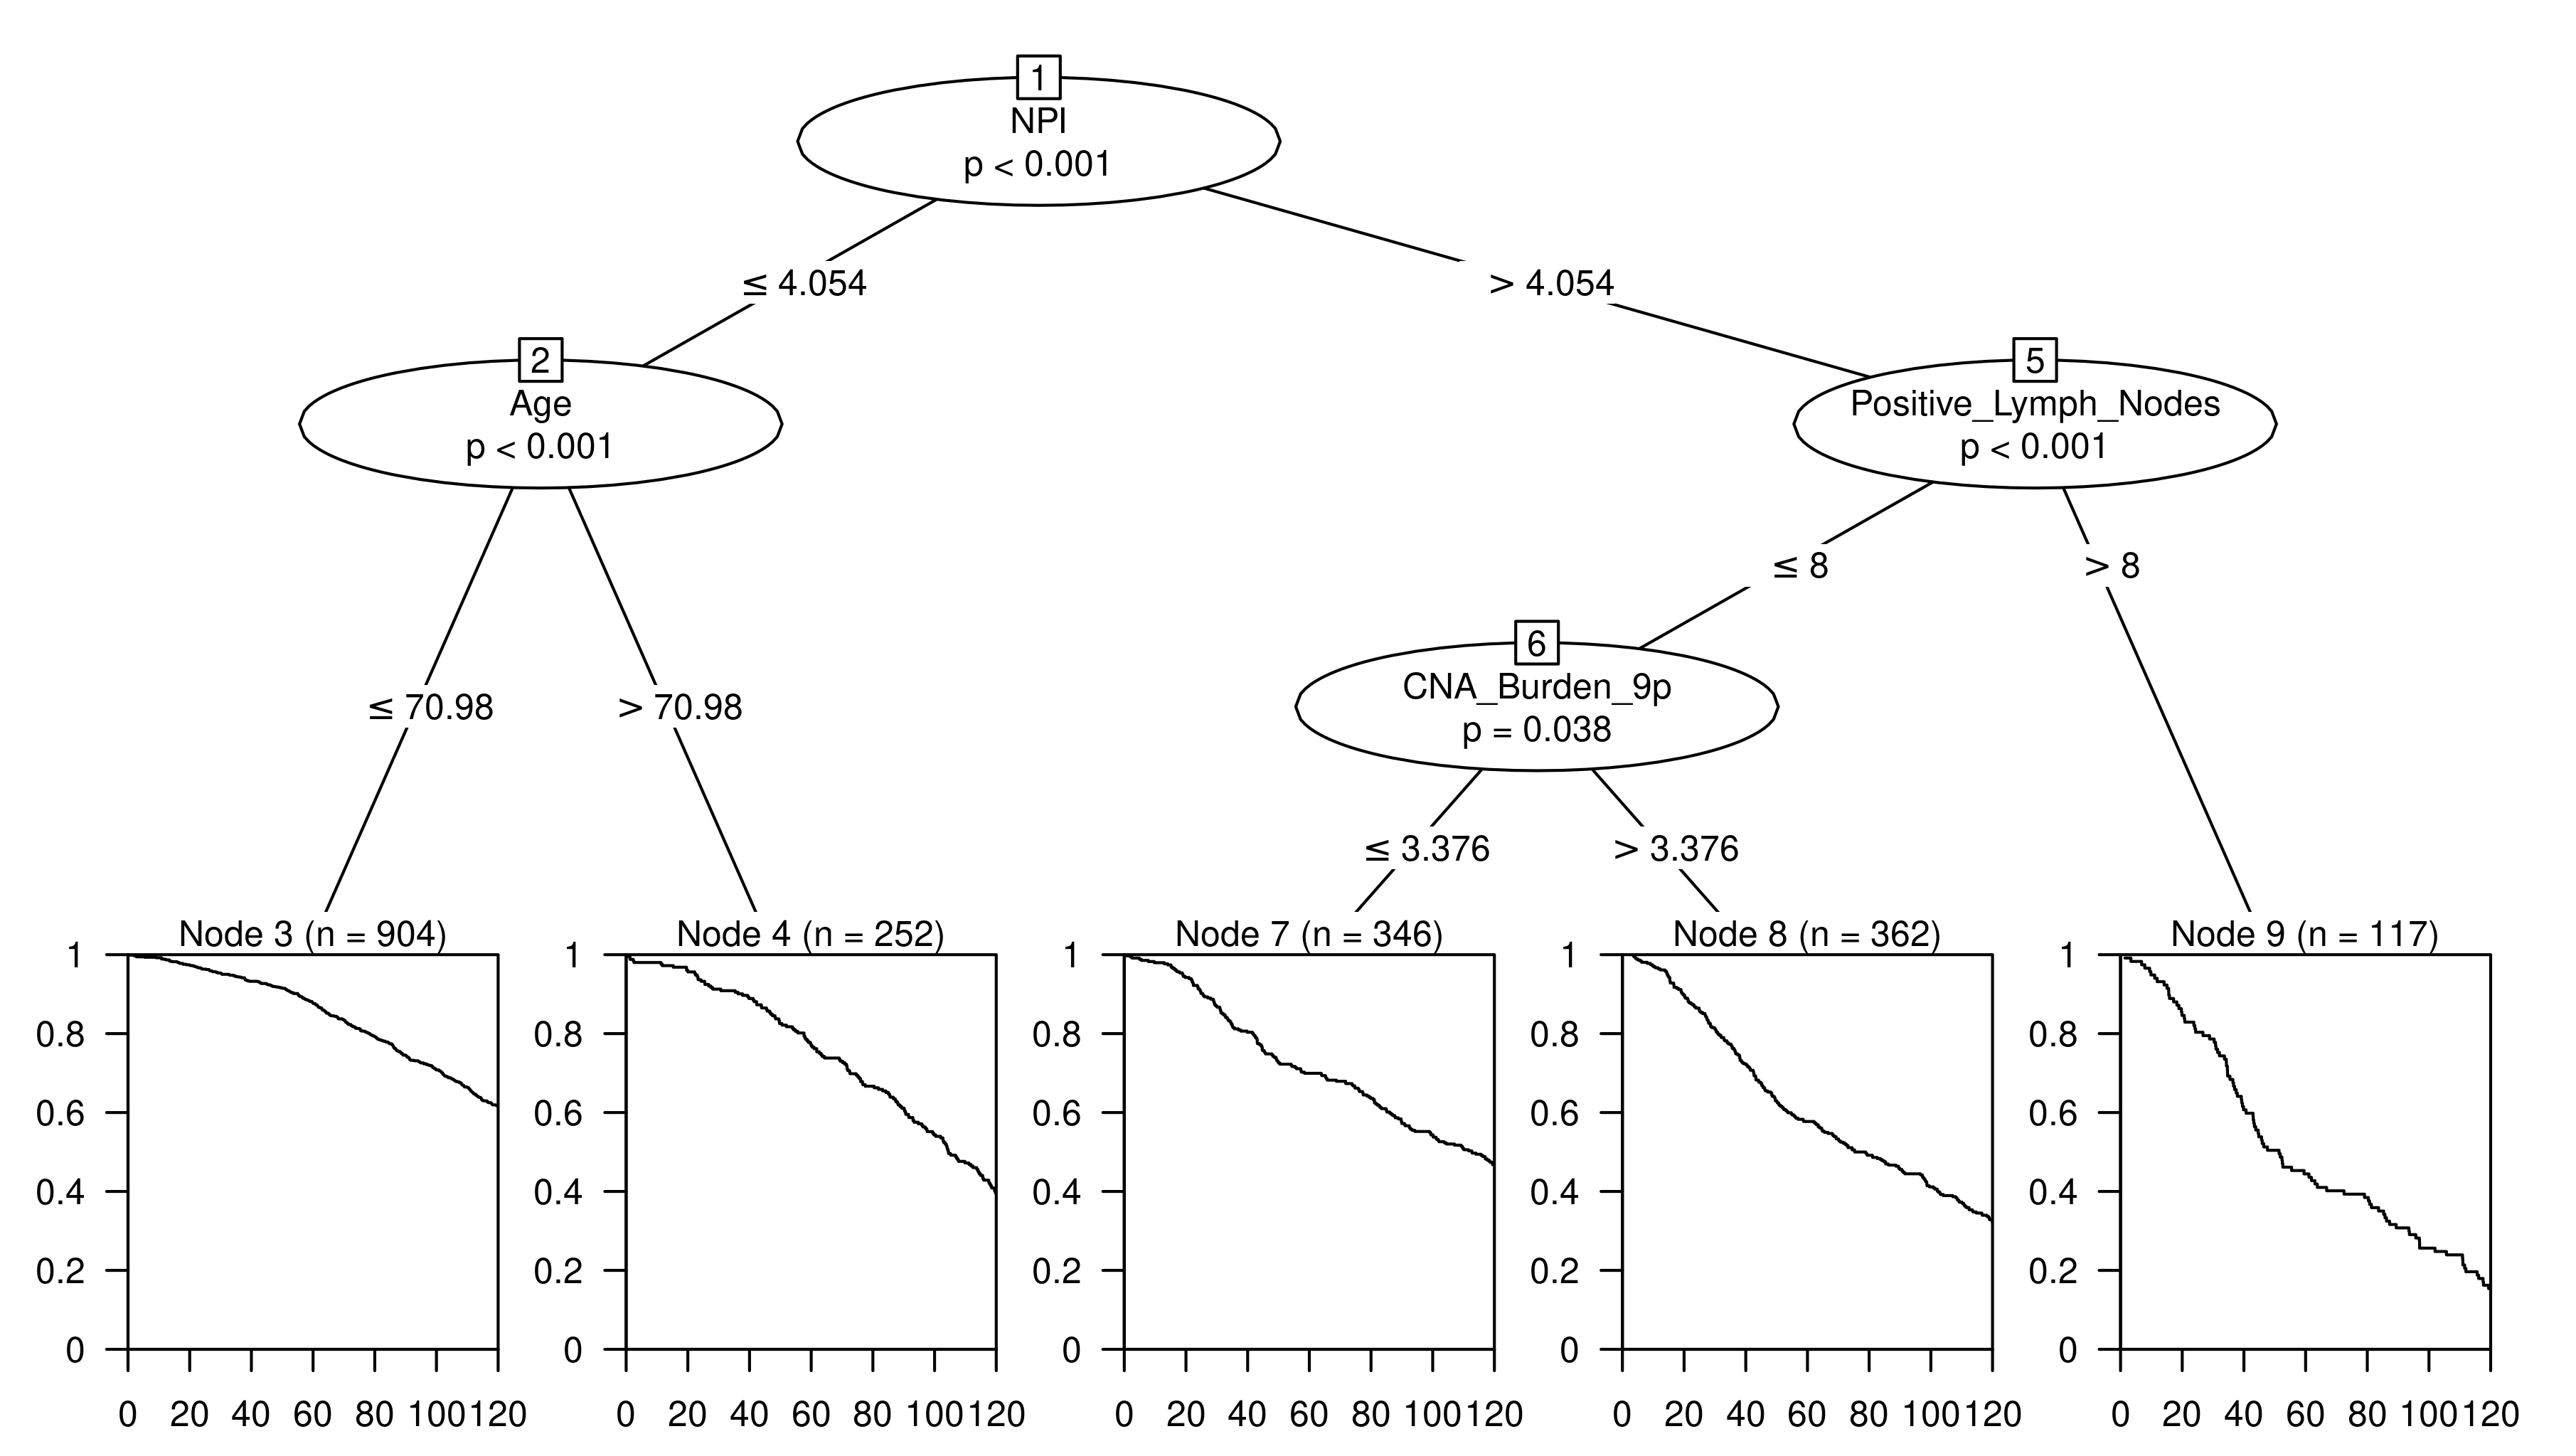 1
NPI
p < 0.001
≤ 4.054
> 4.054
2
Age
p < 0.001
5
Positive_Lymph_Nodes
p < 0.001
≤ 8
> 8
6
CNA_Burden_9p
p = 0.038
≤ 70.98
> 70.98
≤ 3.376
> 3.376
Node 3 (n = 904)
1
0.8
0.6
0.4
0.2
0
0 20 40 60 80 100 120
Node 4 (n = 252)
1
0.8
0.6
0.4
0.2
0
0 20 40 60 80 100 120
Node 7 (n = 346)
1
0.8
0.6
0.4
0.2
0
0 20 40 60 80 100 120
Node 8 (n = 362)
1
0.8
0.6
0.4
0.2
0
0 20 40 60 80 100 120
Node 9 (n = 117)
1
0.8
0.6
0.4
0.2
0
0 20 40 60 80 100 120